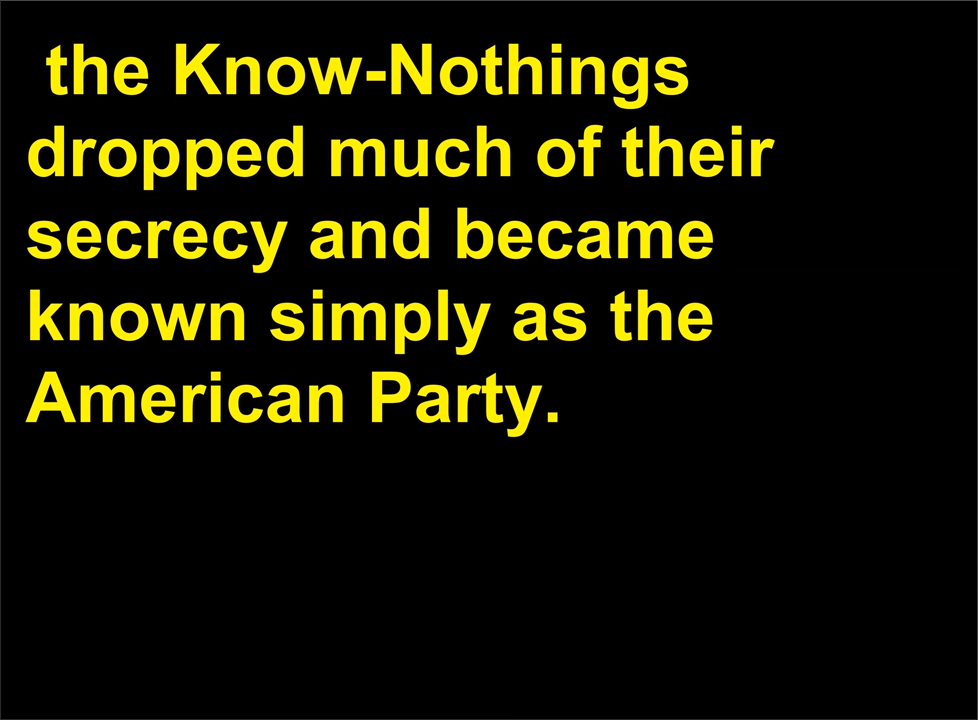 the Know-Nothings
dropped much of their
secrecy and became
known simply as the
American Party.